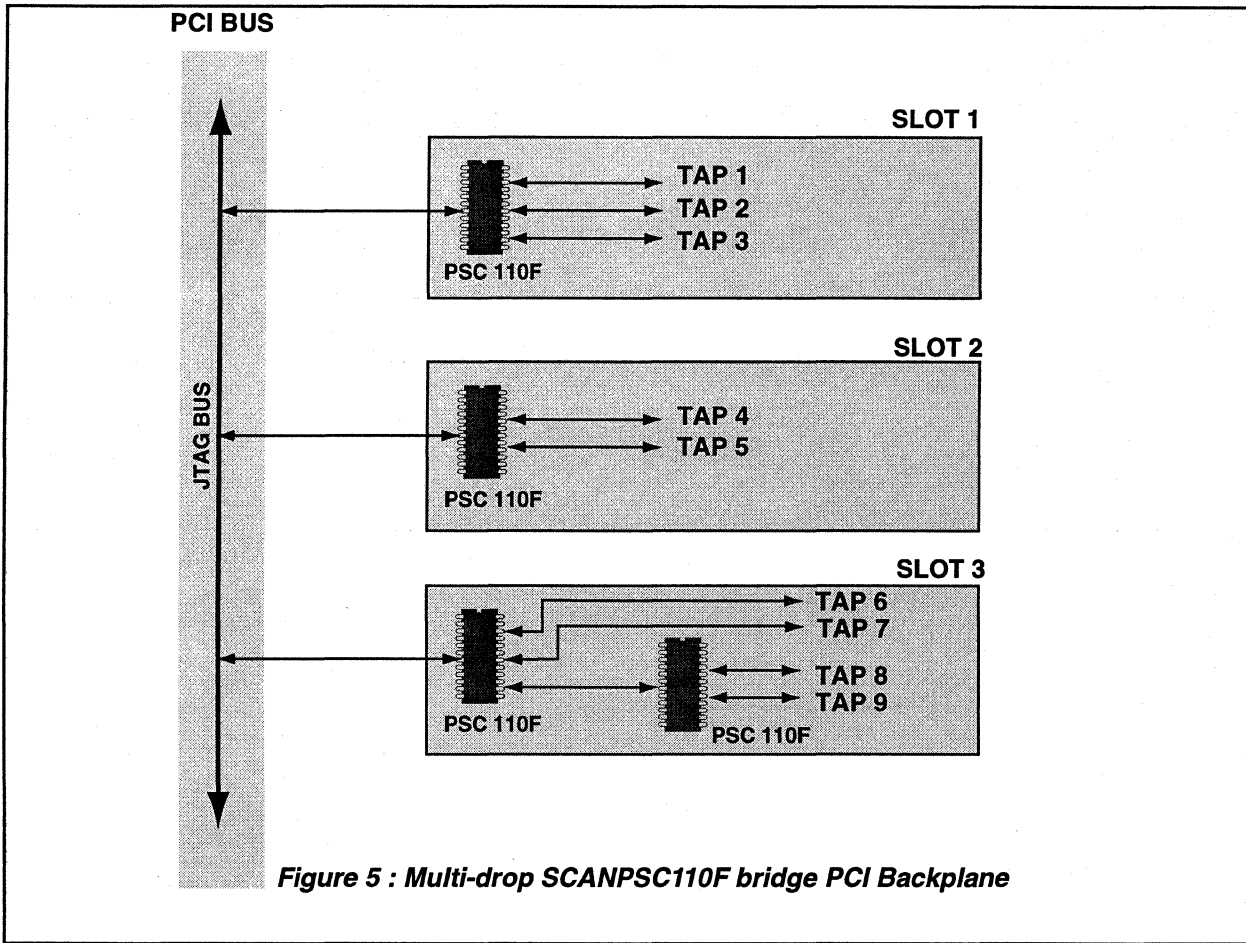 PCI BUS
JTAG BUS
SLOT 1
TAP 1
TAP 2
TAP 3
PSC 110F
SLOT 2
TAP 4
TAP 5
PSC 110F
SLOT 3
TAP 6
TAP 7
TAP 8
TAP 9
PSC 110F
PSC 110F
Figure 5 : Multi-drop SCANPSC110F bridge PCI Backplane